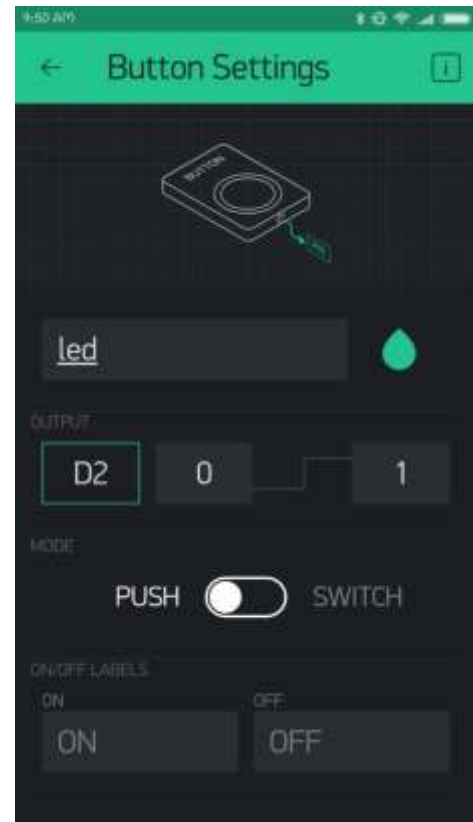 9:50 AM
Button Settings
i
BUTTON
led
OUTPUT
D2 0 1
MODE
PUSH SWITCH
ON/OFF LABELS
ON OFF
ON OFF